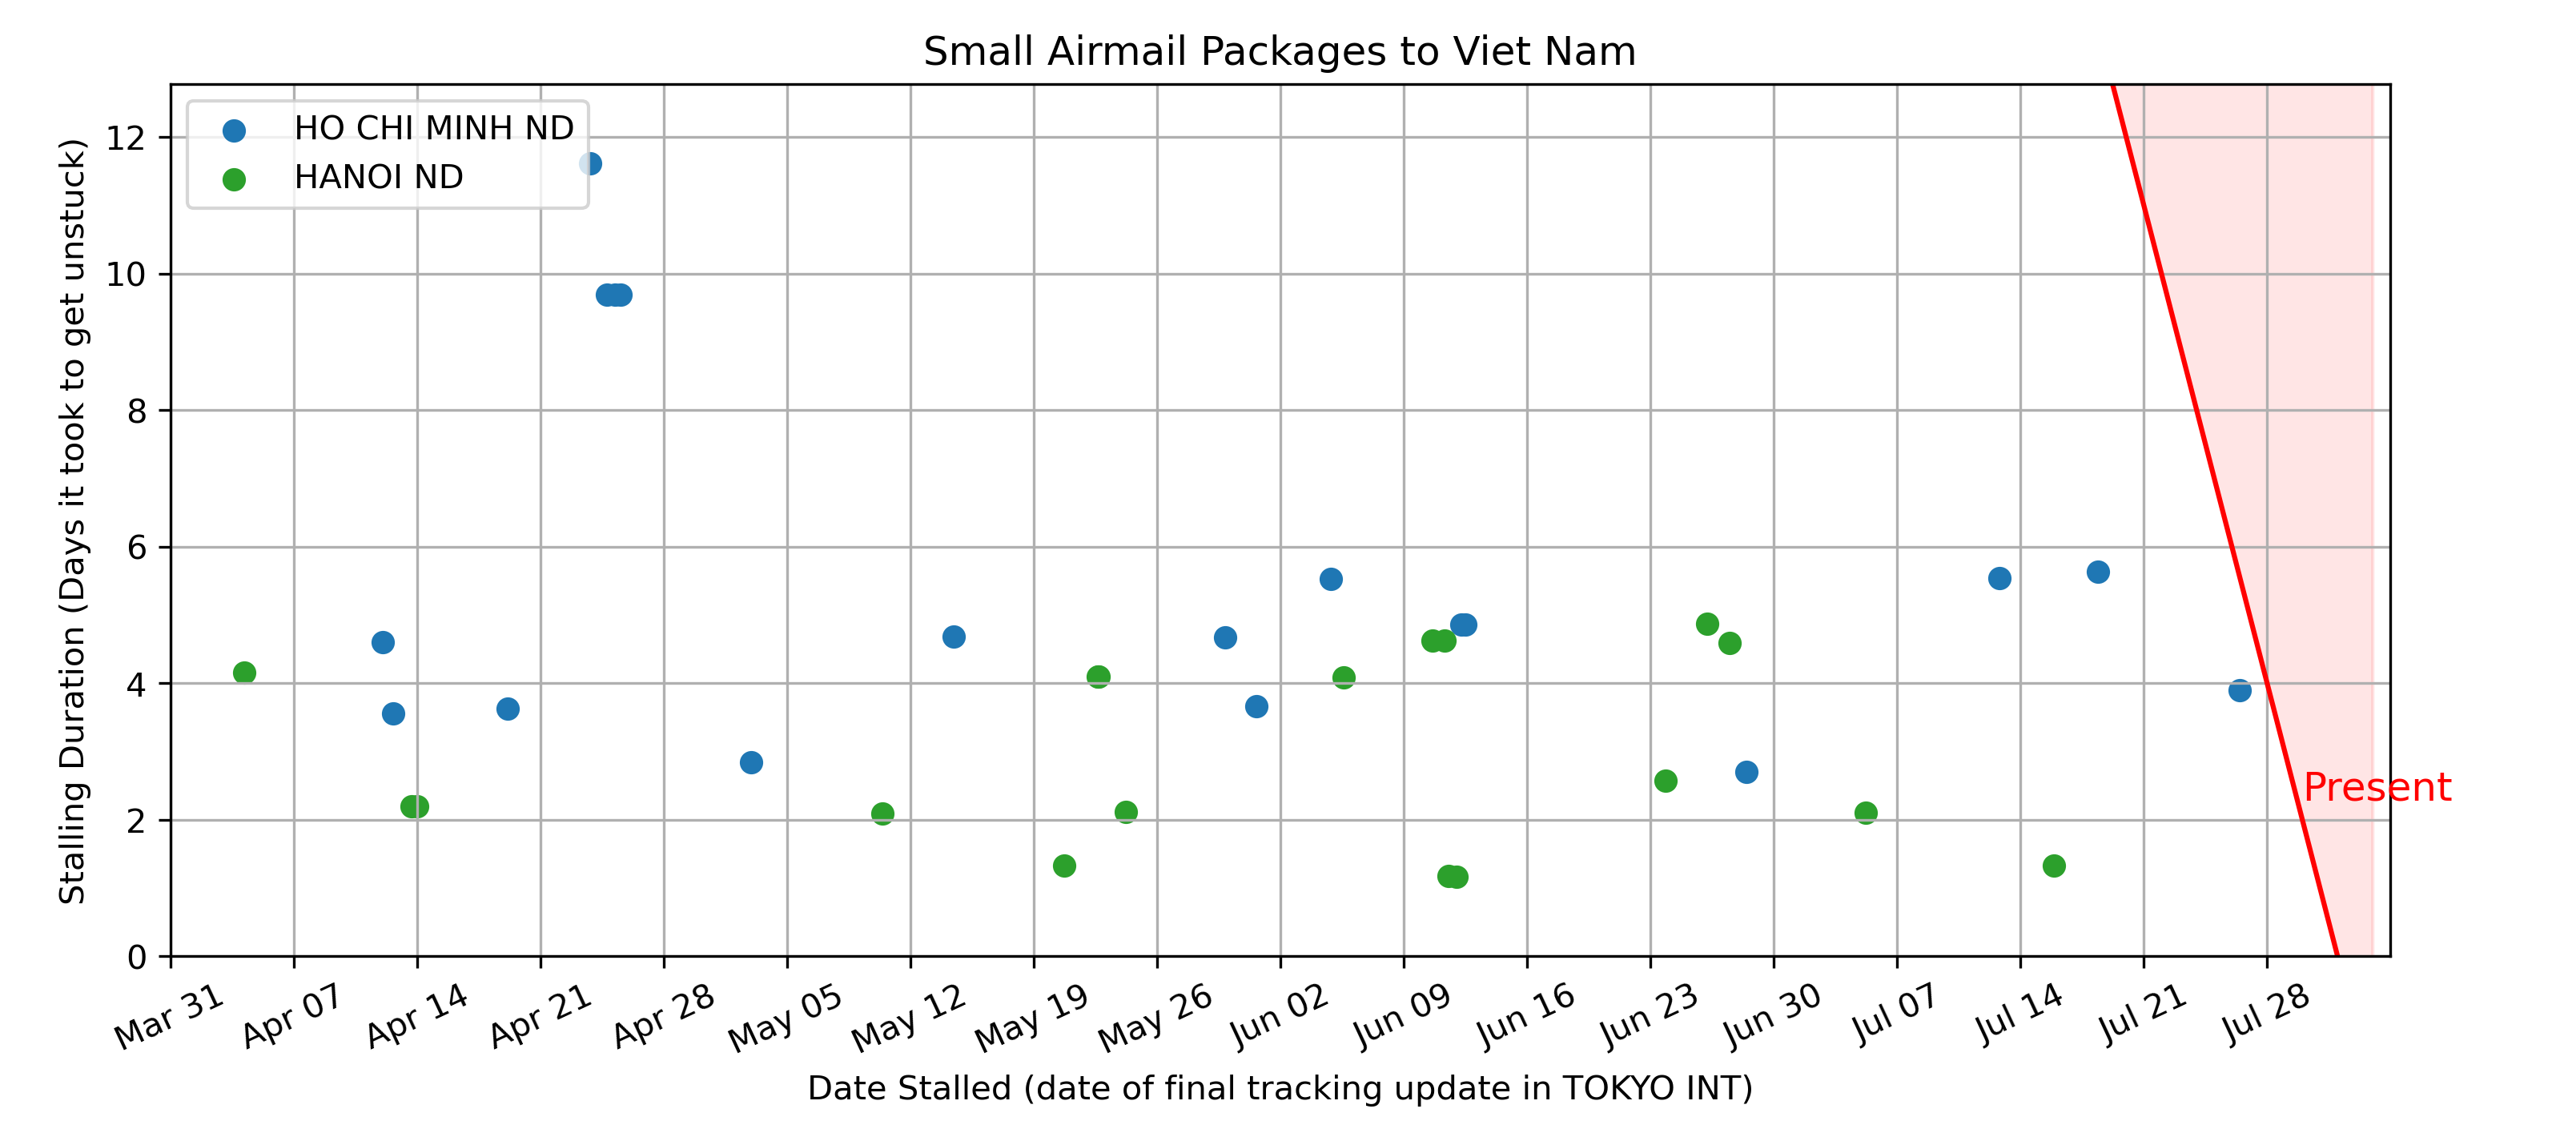 Small Airmail Packages to Viet Nam
HO CHI MINH ND
HANOI ND
Stalling Duration (Days it took to get unstuck)
12
10
8
6
4
2
0
Present
Mar 31
Apr 07
Apr 14
Apr 21
Apr 28
May 05
May 12
May 19
May 26
Jun 02
Jun 09
Jun 16
Jun 23
Jun 30
Jul 07
Jul 14
Jul 21
Jul 28
Date Stalled (date of final tracking update in TOKYO INT)